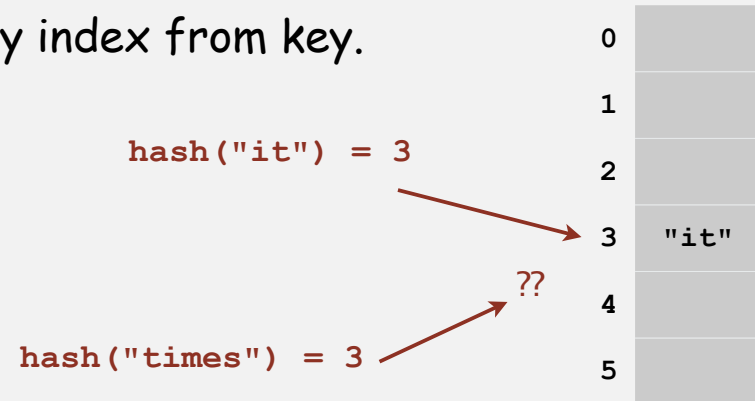 y index from key.
0
1
hash("it") = 3
2
3 "it"
??
4
hash("times") = 3
5